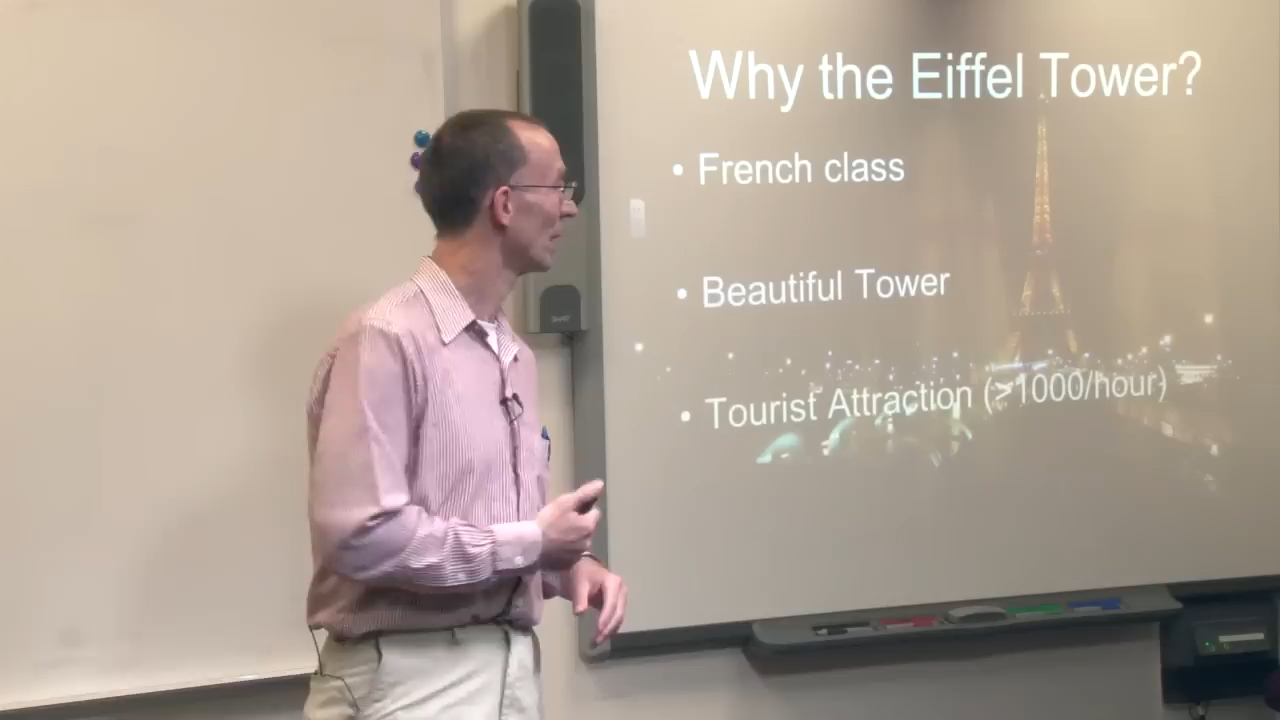 Why the Eiffel Tower?
• French class
• Beautiful Tower
• Tourist Attraction (>1000/hour)